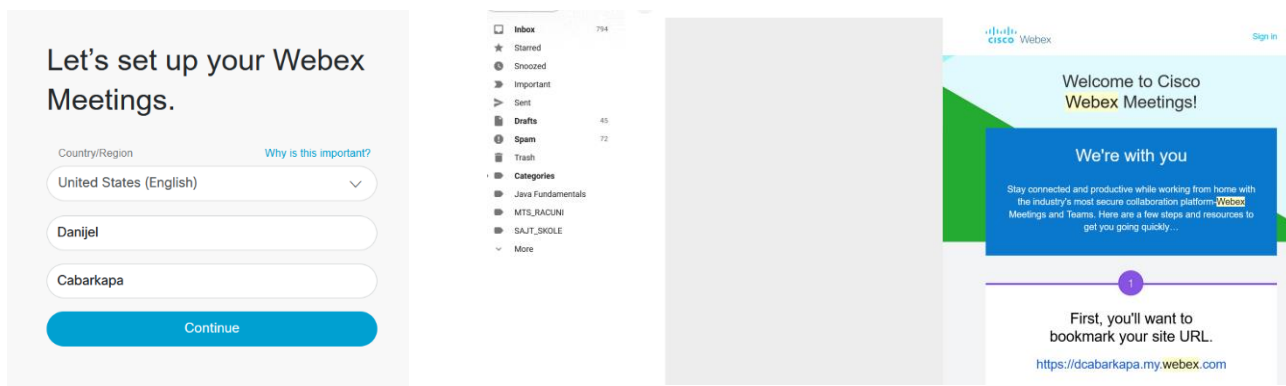 Let's set up your Webex
Meetings.
Country/Region
Why is this important?
United States (English)
Danijel
Cabarkapa
Continue
Inbox 794
Starred
Snoozed
Important
Sent
Drafts 45
Spam 72
Trash
Categories
Java Fundamentals
MTS_RACUNI
SAJT_SKOLE
More
CISCO Webex
Sign in
Welcome to Cisco
Webex Meetings!
We're with you
Stay connected and productive while working from home with
the industry's most secure collaboration platform-Webex
Meetings and Teams. Here are a few steps and resources to
get you going quickly…
1
First, you'll want to
bookmark your site URL.
https://dcabarkapa.my.webex.com